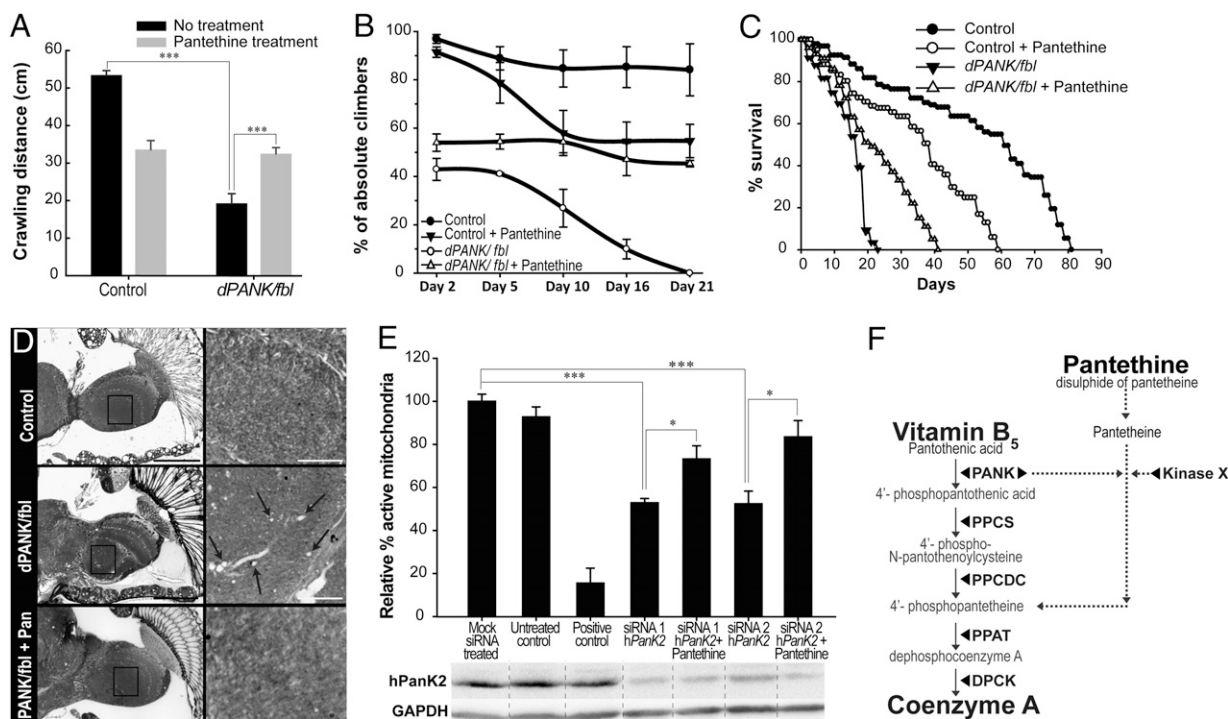 A
No treatment
Pantethine treatment
Crawling distance (cm)
60
50
40
30
20
10
0
***
***
Control
dPANK/fbl
B
% of absolute climbers
100
80
60
40
20
0
Control
Control + Pantethine
dPANK/ fbl
dPANK/ fbl + Pantethine
Day 2
Day 5
Day 10
Day 16
Day 21
C
Control
Control + Pantethine
dPANK/fbl
dPANK/fbl + Pantethine
% survival
100
80
60
40
20
0
0
10
20
30
40
50
60
70
80
90
Days
D
Control
dPANK/fbl
PANK/fbl + Pan
E
Relative % active mitochondria
120
100
80
60
40
20
0
***
***
*
*
Mock
siRNA
treated
Untreated
control
Positive
control
siRNA 1
hPanK2
siRNA 1
hPanK2+
Pantethine
siRNA 2
hPanK2
siRNA 2
hPanK2 + Pantethine
hPanK2
GAPDH
F
Pantethine
disulphide of pantetheine
Pantetheine
Vitamin B5
Pantothenic acid
PANK
Kinase X
4'- phosphopantothenic acid
PPCS
4'- phospho-
N-pantothenoylcysteine
PPCDC
4'- phosphopantetheine
PPAT
dephosphocoenzyme A
DPCK
Coenzyme A